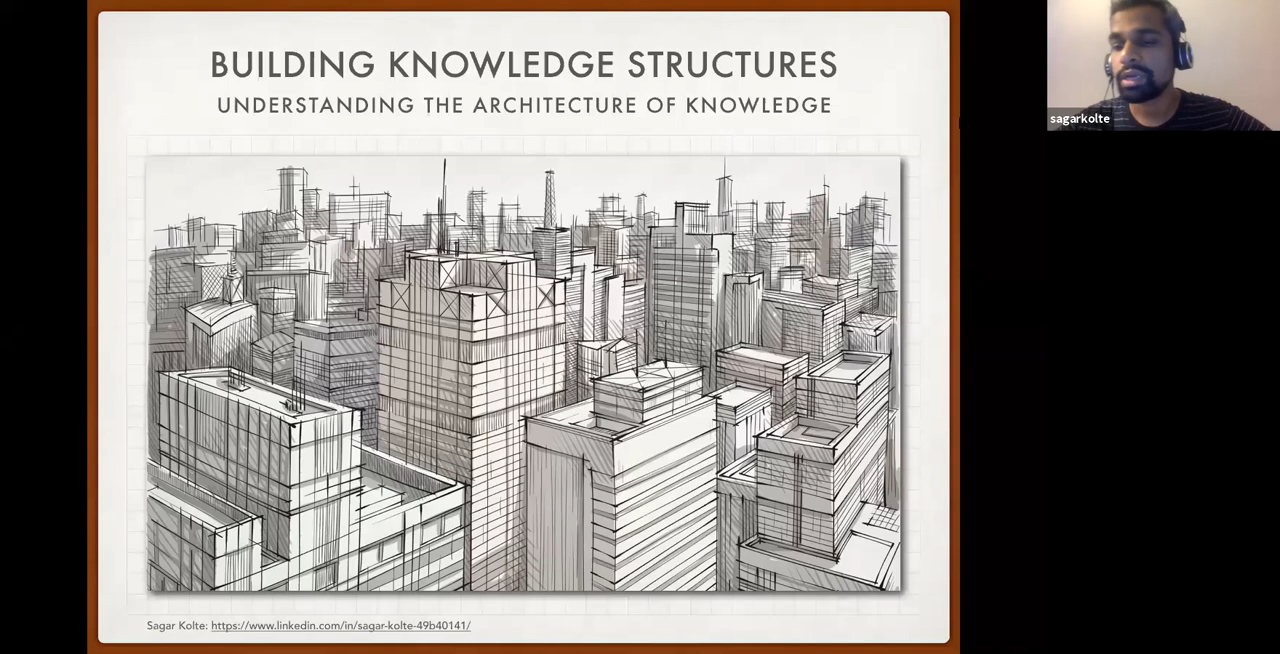 BUILDING KNOWLEDGE STRUCTURES
UNDERSTANDING THE ARCHITECTURE OF KNOWLEDGE
sagarkolte
Sagar Kolte: https://www.linkedin.com/in/sagar-kolte-49b40141/